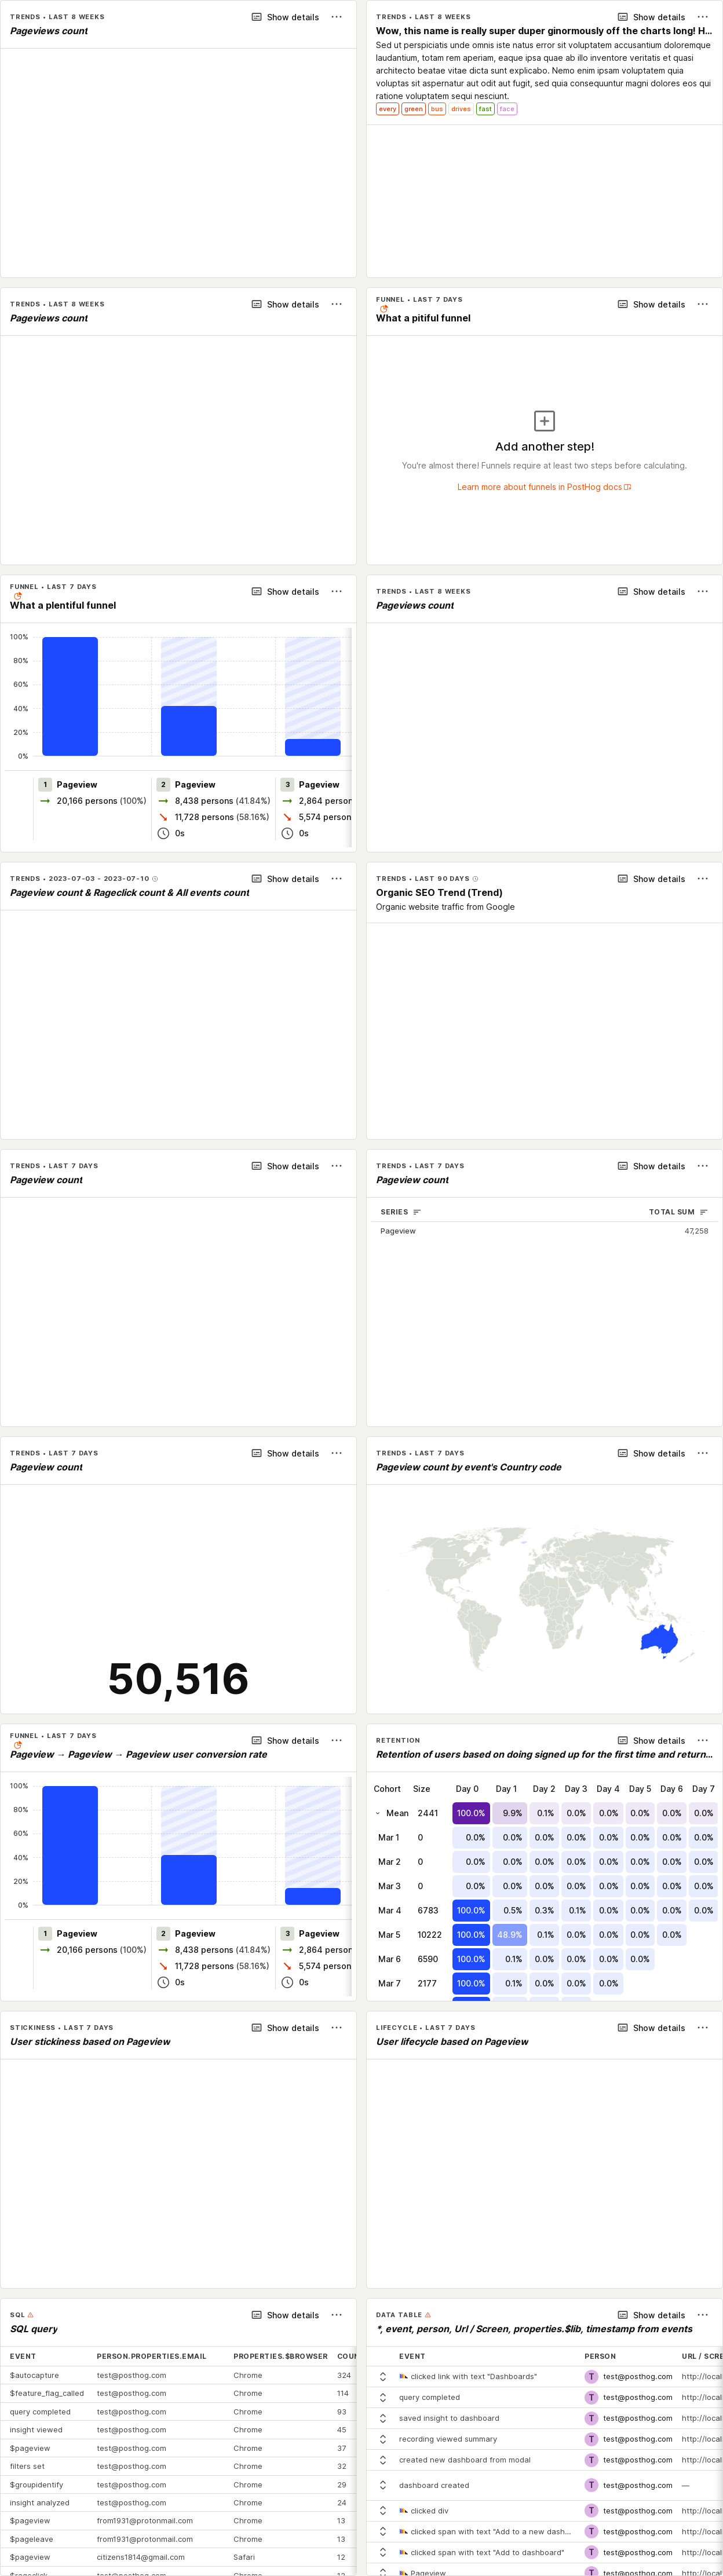 TRENDS • LAST 8 WEEKS
Show details
Pageviews count
TRENDS • LAST 8 WEEKS
Show details
Wow, this name is really super duper ginormously off the charts long! H...
Sed ut perspiciatis unde omnis iste natus error sit voluptatem accusantium doloremque
laudantium, totam rem aperiam, eaque ipsa quae ab illo inventore veritatis et quasi
architecto beatae vitae dicta sunt explicabo. Nemo enim ipsam voluptatem quia
voluptas sit aspernatur aut odit aut fugit, sed quia consequuntur magni dolores eos qui
ratione voluptatem sequi nesciunt.
every green bus drives fast face
TRENDS • LAST 8 WEEKS
Show details
Pageviews count
FUNNEL • LAST 7 DAYS
Show details
What a pitiful funnel
Add another step!
You're almost there! Funnels require at least two steps before calculating.
Learn more about funnels in PostHog docs
FUNNEL • LAST 7 DAYS
Show details
What a plentiful funnel
100%
80%
60%
40%
20%
0%
1 Pageview
20,166 persons (100%)
2 Pageview
8,438 persons (41.84%)
11,728 persons (58.16%)
0s
3 Pageview
2,864 person
5,574 person
0s
TRENDS • LAST 8 WEEKS
Show details
Pageviews count
TRENDS • 2023-07-03 - 2023-07-10
Show details
Pageview count & Rageclick count & All events count
TRENDS • LAST 90 DAYS
Show details
Organic SEO Trend (Trend)
Organic website traffic from Google
TRENDS • LAST 7 DAYS
Show details
Pageview count
TRENDS • LAST 7 DAYS
Show details
Pageview count
SERIES TOTAL SUM
Pageview 47,258
TRENDS • LAST 7 DAYS
Show details
Pageview count
50,516
TRENDS • LAST 7 DAYS
Show details
Pageview count by event's Country code
FUNNEL • LAST 7 DAYS
Show details
Pageview → Pageview → Pageview user conversion rate
100%
80%
60%
40%
20%
0%
1 Pageview
20,166 persons (100%)
2 Pageview
8,438 persons (41.84%)
11,728 persons (58.16%)
0s
3 Pageview
2,864 person
5,574 person
0s
RETENTION
Show details
Retention of users based on doing signed up for the first time and return...
Cohort Size Day 0 Day 1 Day 2 Day 3 Day 4 Day 5 Day 6 Day 7
Mean 2441 100.0% 9.9% 0.1% 0.0% 0.0% 0.0% 0.0% 0.0%
Mar 1 0 0.0% 0.0% 0.0% 0.0% 0.0% 0.0% 0.0% 0.0%
Mar 2 0 0.0% 0.0% 0.0% 0.0% 0.0% 0.0% 0.0% 0.0%
Mar 3 0 0.0% 0.0% 0.0% 0.0% 0.0% 0.0% 0.0% 0.0%
Mar 4 6783 100.0% 0.5% 0.3% 0.1% 0.0% 0.0% 0.0% 0.0%
Mar 5 10222 100.0% 48.9% 0.1% 0.0% 0.0% 0.0% 0.0%
Mar 6 6590 100.0% 0.1% 0.0% 0.0% 0.0% 0.0%
Mar 7 2177 100.0% 0.1% 0.0% 0.0% 0.0%
STICKINESS • LAST 7 DAYS
Show details
User stickiness based on Pageview
LIFECYCLE • LAST 7 DAYS
Show details
User lifecycle based on Pageview
SQL
Show details
SQL query
EVENT PERSON.PROPERTIES.EMAIL PROPERTIES.$BROWSER COUN
$autocapture test@posthog.com Chrome 324
$feature_flag_called test@posthog.com Chrome 114
query completed test@posthog.com Chrome 93
insight viewed test@posthog.com Chrome 45
$pageview test@posthog.com Chrome 37
filters set test@posthog.com Chrome 32
$groupidentify test@posthog.com Chrome 29
insight analyzed test@posthog.com Chrome 24
$pageview from1931@protonmail.com Chrome 13
$pageleave from1931@protonmail.com Chrome 13
$pageview citizens1814@gmail.com Safari 12
$rageclick test@posthog.com Chrome 12
DATA TABLE
Show details
*, event, person, Url / Screen, properties.$lib, timestamp from events
EVENT PERSON URL / SCRE
clicked link with text "Dashboards" T test@posthog.com http://local
query completed T test@posthog.com http://local
saved insight to dashboard T test@posthog.com http://local
recording viewed summary T test@posthog.com http://local
created new dashboard from modal T test@posthog.com http://local
dashboard created T test@posthog.com —
clicked div T test@posthog.com http://local
clicked span with text "Add to a new dash... T test@posthog.com http://local
clicked span with text "Add to dashboard" T test@posthog.com http://local
Pageview T test@posthog.com http://local